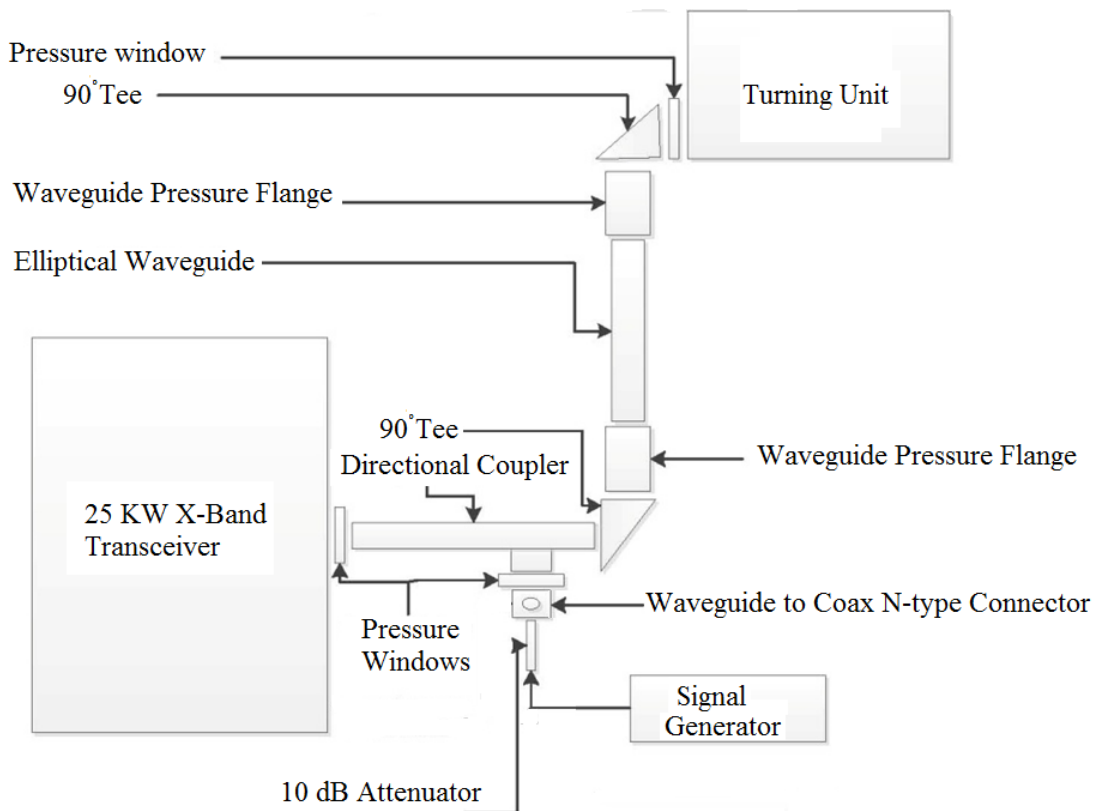 Pressure window
90°Tee
Turning Unit
Waveguide Pressure Flange
Elliptical Waveguide
90°Tee
Directional Coupler
Waveguide Pressure Flange
25 KW X-Band
Transceiver
Waveguide to Coax N-type Connector
Pressure
Windows
Signal
Generator
10 dB Attenuator